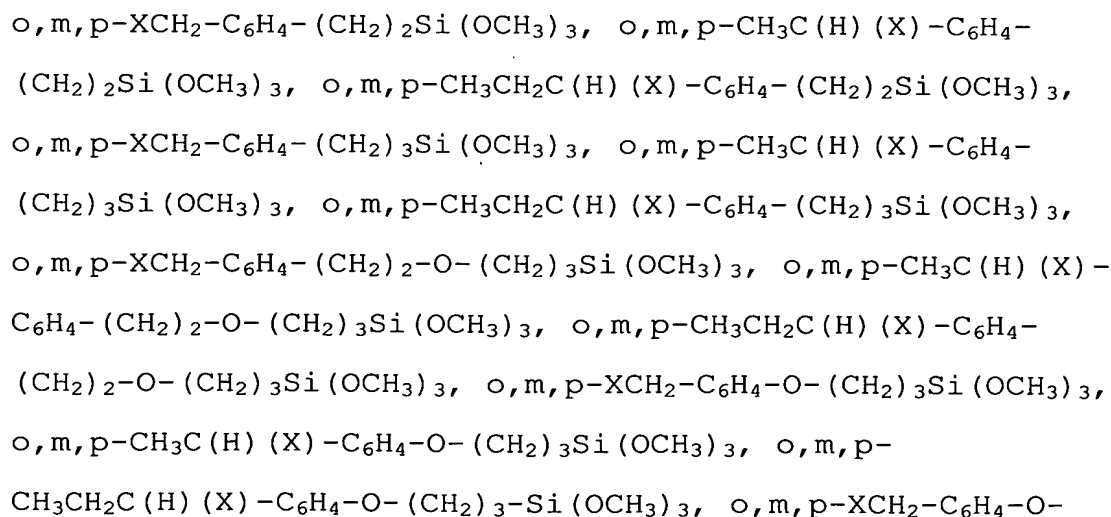 o,m,p-XCH₂-C₆H₄-(CH₂)₂Si(OCH₃)₃, o,m,p-CH₃C(H)(X)-C₆H₄-
(CH₂)₂Si(OCH₃)₃, o,m,p-CH₃CH₂C(H)(X)-C₆H₄-(CH₂)₂Si(OCH₃)₃,
o,m,p-XCH₂-C₆H₄-(CH₂)₃Si(OCH₃)₃, o,m,p-CH₃C(H)(X)-C₆H₄-
(CH₂)₃Si(OCH₃)₃, o,m,p-CH₃CH₂C(H)(X)-C₆H₄-(CH₂)₃Si(OCH₃)₃,
o,m,p-XCH₂-C₆H₄-(CH₂)₂-O-(CH₂)₃Si(OCH₃)₃, o,m,p-CH₃C(H)(X)-
C₆H₄-(CH₂)₂-O-(CH₂)₃Si(OCH₃)₃, o,m,p-CH₃CH₂C(H)(X)-C₆H₄-
(CH₂)₂-O-(CH₂)₃Si(OCH₃)₃, o,m,p-XCH₂-C₆H₄-O-(CH₂)₃Si(OCH₃)₃,
o,m,p-CH₃C(H)(X)-C₆H₄-O-(CH₂)₃Si(OCH₃)₃, o,m,p-
CH₃CH₂C(H)(X)-C₆H₄-O-(CH₂)₃-Si(OCH₃)₃, o,m,p-XCH₂-C₆H₄-O-